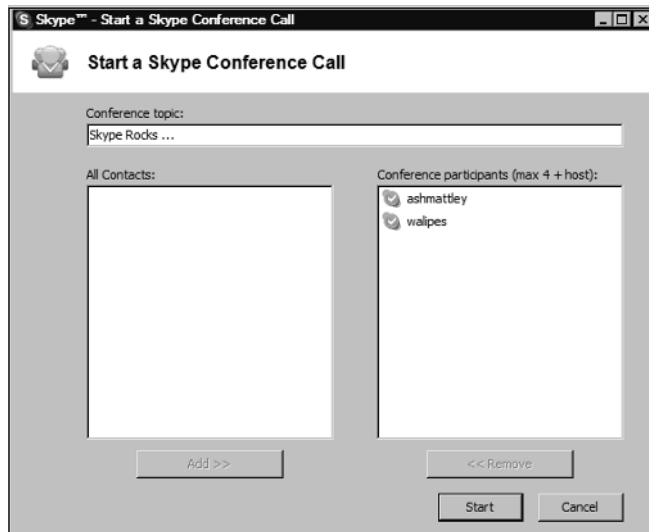 S Skype™ - Start a Skype Conference Call
Start a Skype Conference Call
Conference topic:
Skype Rocks ...
All Contacts:
Conference participants (max 4 + host):
ashmattley
walipes
Add >>
<< Remove
Start
Cancel